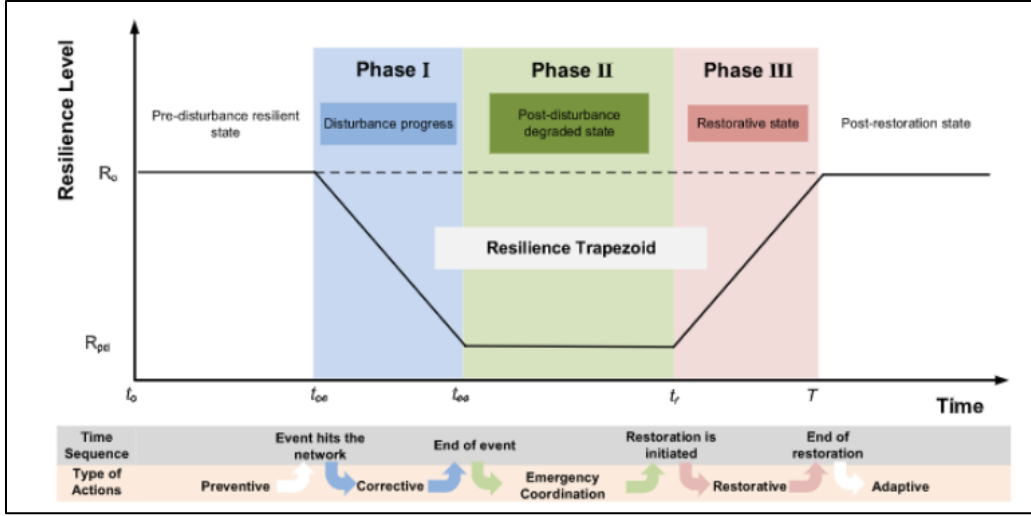 Resilience Level
Phase I
Phase II
Phase III
Pre-disturbance resilient
state
Disturbance progress
Post-disturbance
degraded state
Restorative state
Post-restoration state
Ro
Resilience Trapezoid
Rpd
to
toe
tee
tr
T
Time
Time
Sequence
Event hits the
network
End of event
Restoration is
initiated
End of
restoration
Type of
Actions
Preventive
Corrective
Emergency
Coordination
Restorative
Adaptive